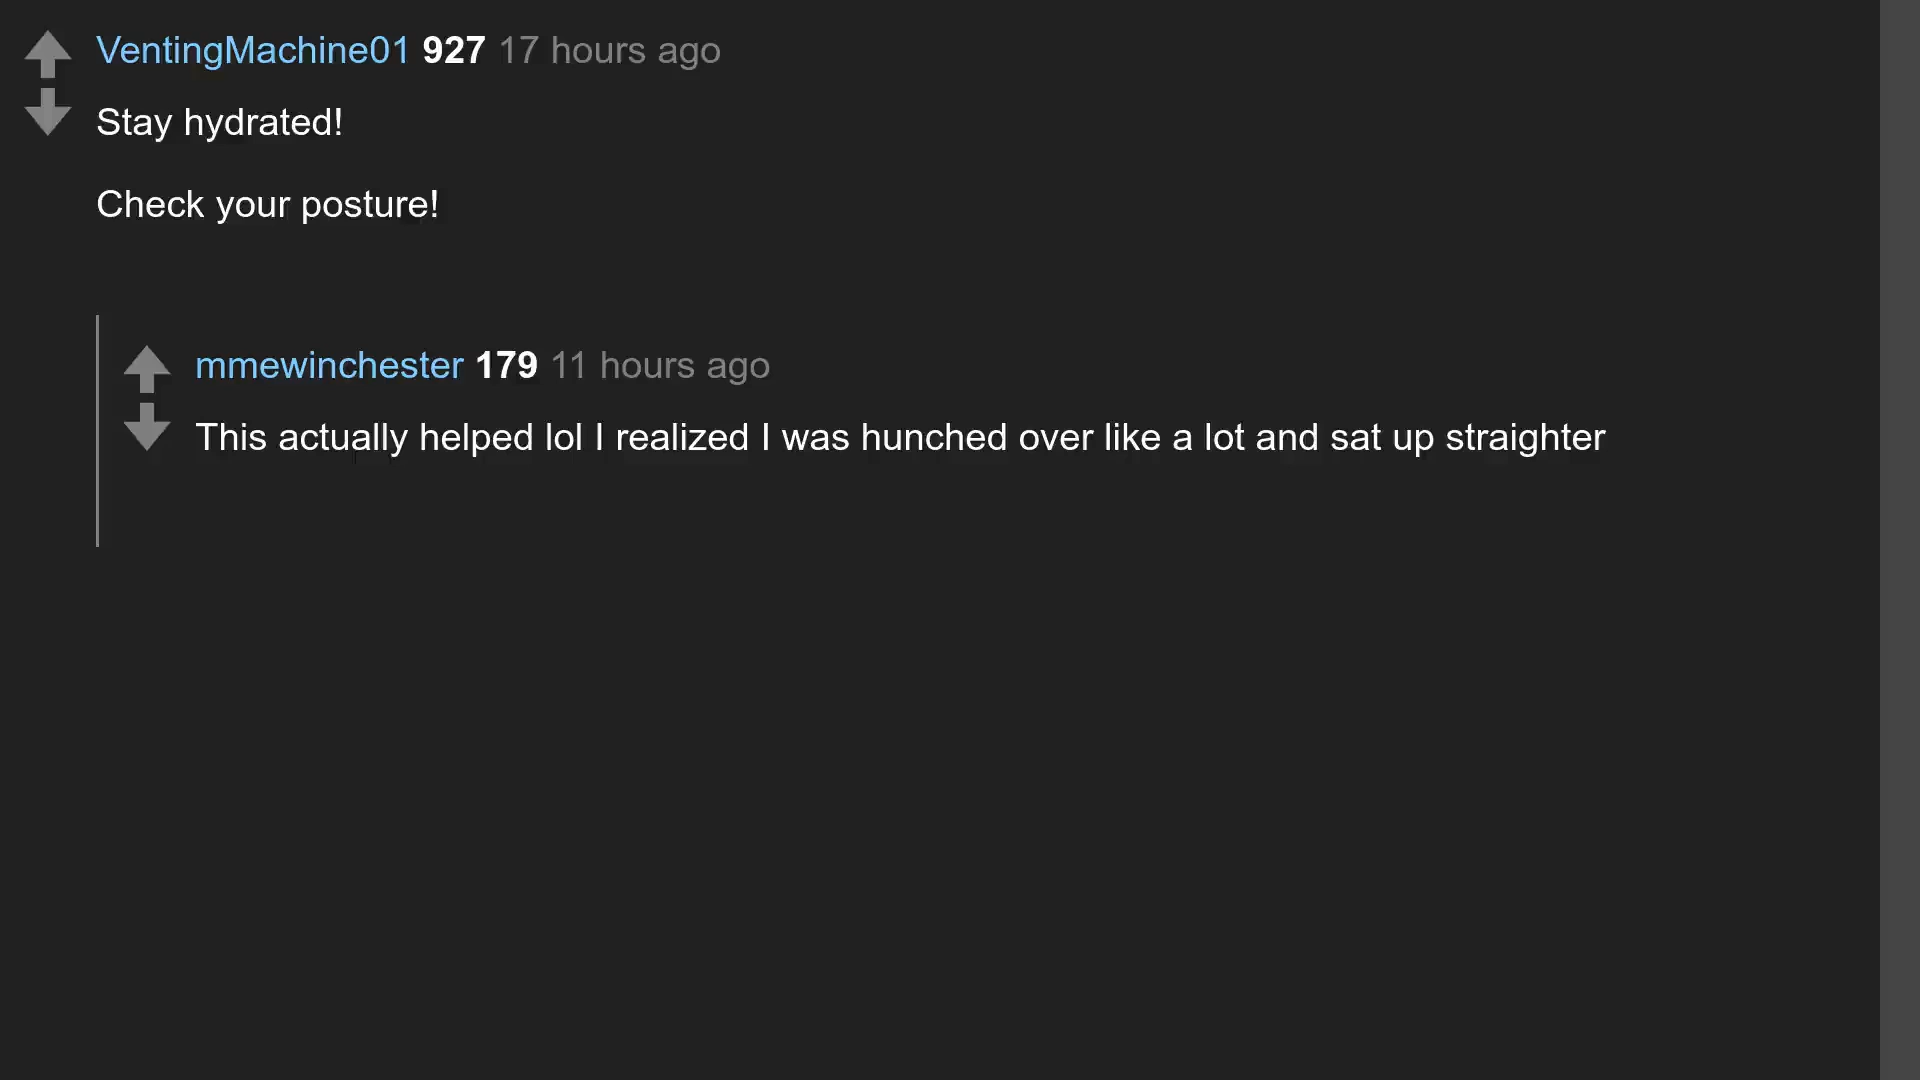 VentingMachine01 927 17 hours ago
Stay hydrated!
Check your posture!
mmewinchester 179 11 hours ago
This actually helped lol I realized I was hunched over like a lot and sat up straighter